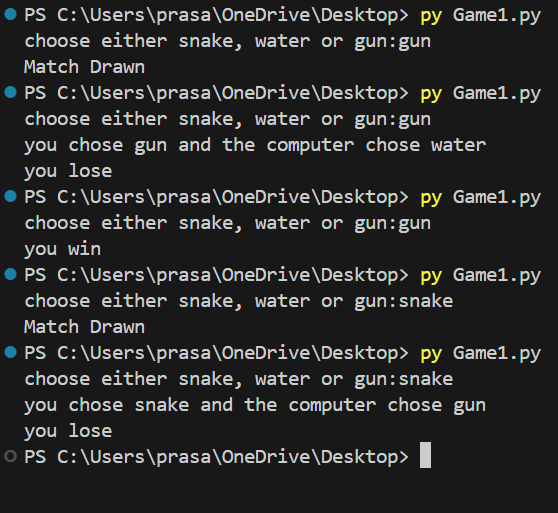 PS C:\Users\prasa\OneDrive\Desktop> py Game1.py
choose either snake, water or gun:gun
Match Drawn
PS C:\Users\prasa\OneDrive\Desktop> py Game1.py
choose either snake, water or gun:gun
you chose gun and the computer chose water
you lose
PS C:\Users\prasa\OneDrive\Desktop> py Game1.py
choose either snake, water or gun:gun
you win
PS C:\Users\prasa\OneDrive\Desktop> py Game1.py
choose either snake, water or gun:snake
Match Drawn
PS C:\Users\prasa\OneDrive\Desktop> py Game1.py
choose either snake, water or gun:snake
you chose snake and the computer chose gun
you lose
PS C:\Users\prasa\OneDrive\Desktop>